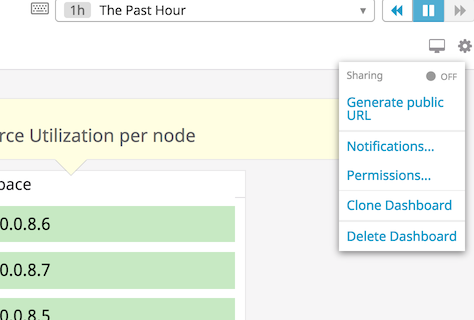 1h The Past Hour
Sharing OFF
Generate public
URL
rce Utilization per node
Notifications...
Permissions...
pace
Clone Dashboard
0.0.8.6
Delete Dashboard
0.0.8.7
0.0.8.5